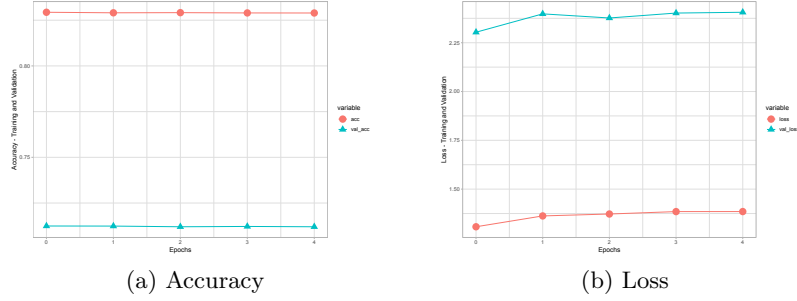 Accuracy - Training and Validation
0.80
0.75
0
1
2
3
4
Epochs
variable
acc
val_acc
(a) Accuracy
Loss - Training and Validation
2.25
2.00
1.75
1.50
0
1
2
3
4
Epochs
variable
loss
val_loss
(b) Loss